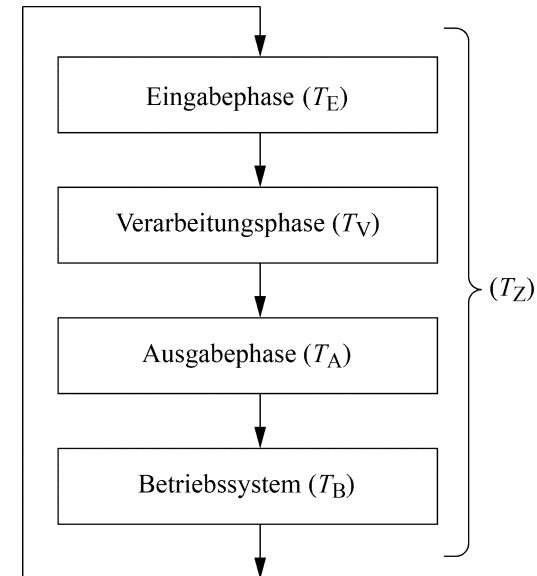 Eingabephase (T_E)
Verarbeitungsphase (T_V)
(T_Z)
Ausgabephase (T_A)
Betriebssystem (T_B)